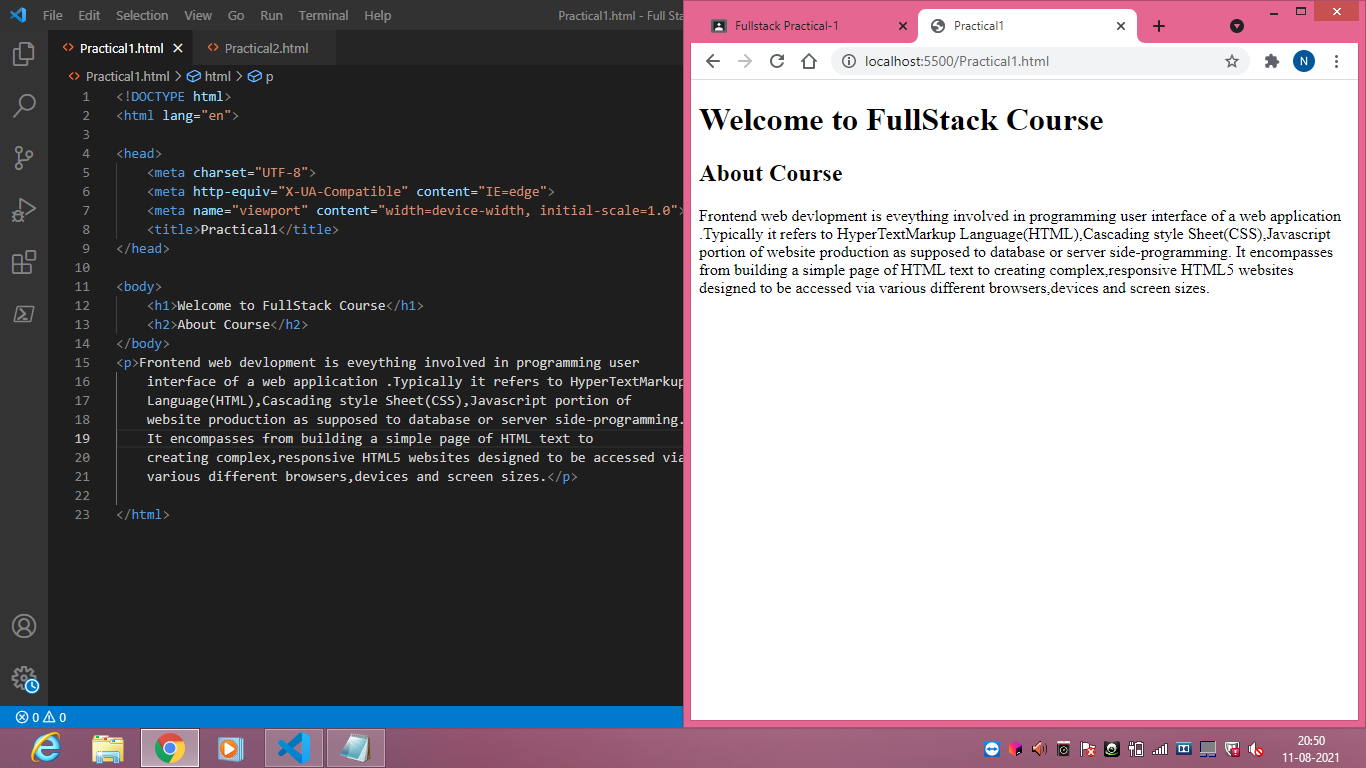 File Edit Selection View Go Run Terminal Help Practical1.html - Full Sta
Practical1.html Practical2.html
Practical1.html > html > p
1 <!DOCTYPE html>
2 <html lang="en">
3
4 <head>
5 <meta charset="UTF-8">
6 <meta http-equiv="X-UA-Compatible" content="IE=edge">
7 <meta name="viewport" content="width=device-width, initial-scale=1.0">
8 <title>Practical1</title>
9 </head>
10
11 <body>
12 <h1>Welcome to FullStack Course</h1>
13 <h2>About Course</h2>
14 </body>
15 <p>Frontend web devlopment is eveything involved in programming user
16 interface of a web application .Typically it refers to HyperTextMarkup
17 Language(HTML),Cascading style Sheet(CSS),Javascript portion of
18 website production as supposed to database or server side-programming.
19 It encompasses from building a simple page of HTML text to
20 creating complex,responsive HTML5 websites designed to be accessed via
21 various different browsers,devices and screen sizes.</p>
22
23 </html>
0 0
Fullstack Practical-1 Practical1
localhost:5500/Practical1.html N
Welcome to FullStack Course
About Course
Frontend web devlopment is eveything involved in programming user interface of a web application
.Typically it refers to HyperTextMarkup Language(HTML),Cascading style Sheet(CSS),Javascript
portion of website production as supposed to database or server side-programming. It encompasses
from building a simple page of HTML text to creating complex,responsive HTML5 websites
designed to be accessed via various different browsers,devices and screen sizes.
20:50
11-08-2021